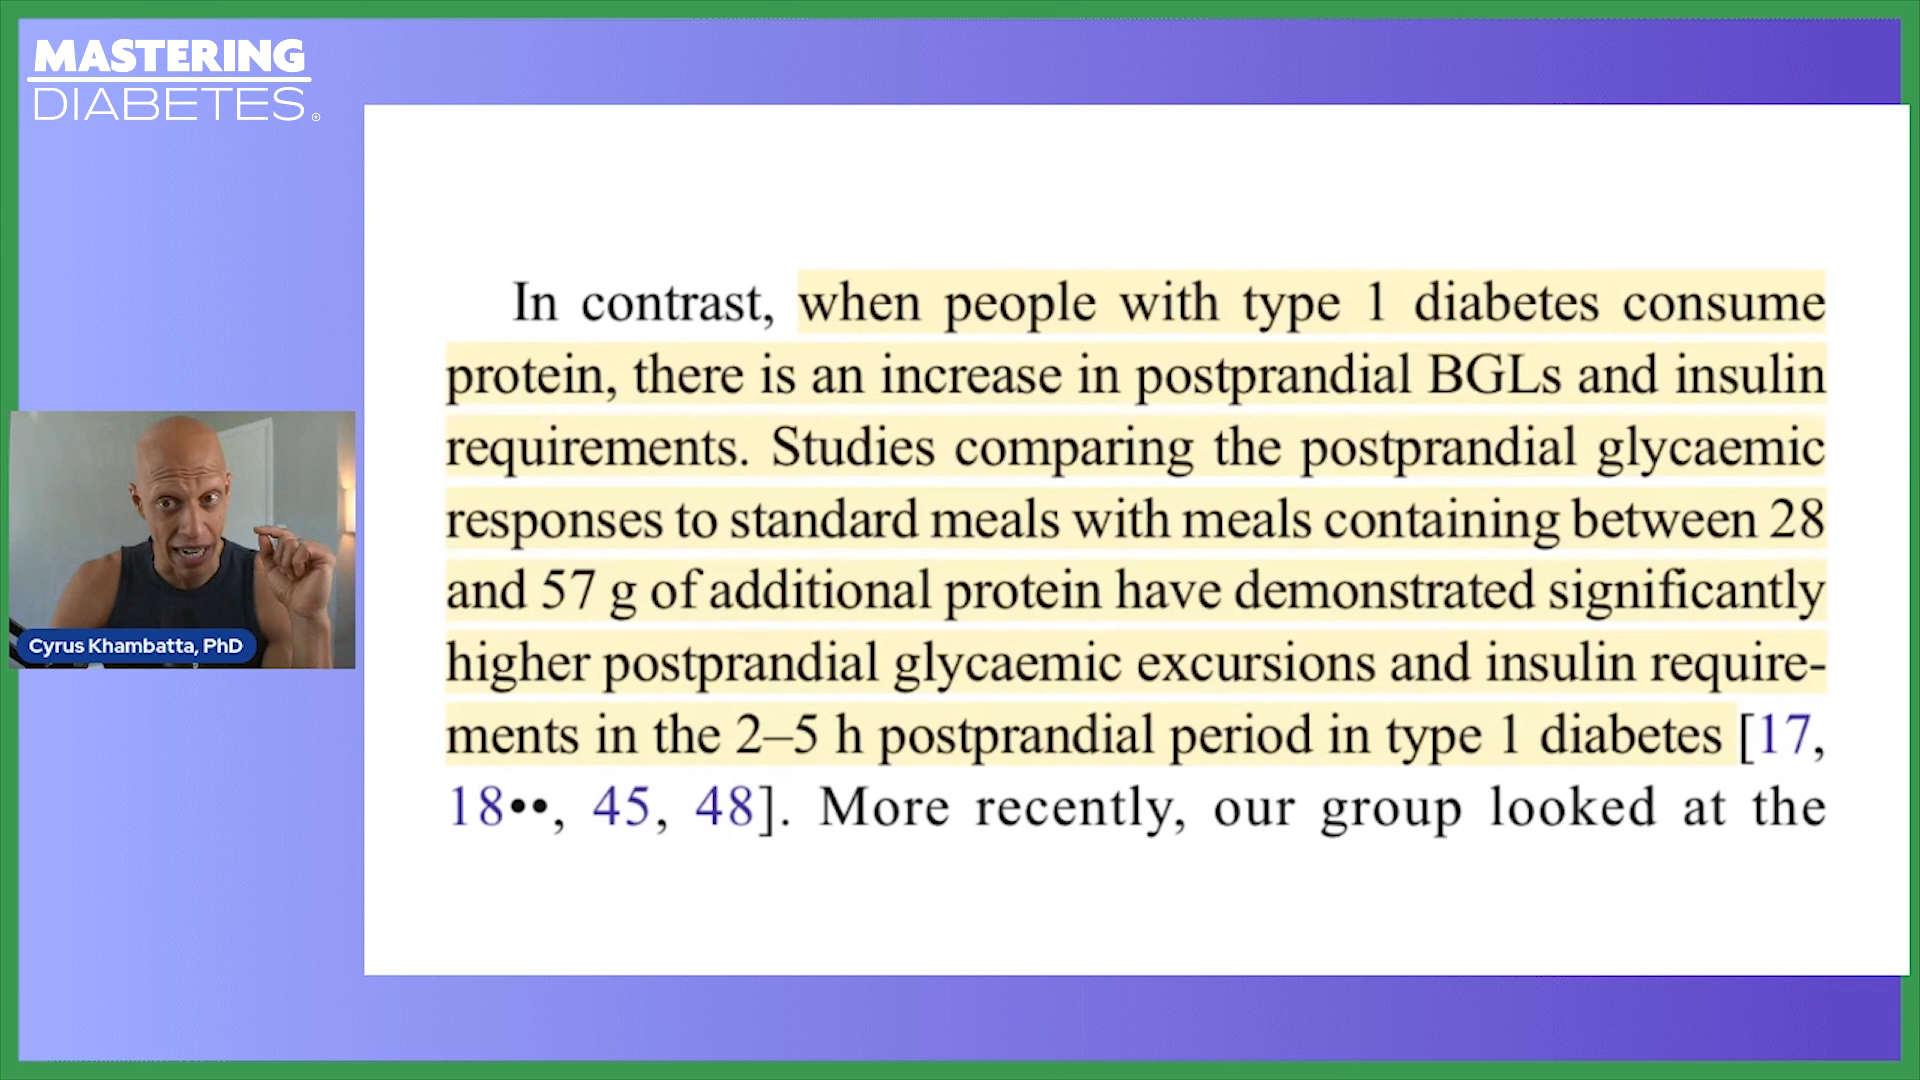 MASTERING
DIABETES®
In contrast, when people with type 1 diabetes consume
protein, there is an increase in postprandial BGLs and insulin
requirements. Studies comparing the postprandial glycaemic
responses to standard meals with meals containing between 28
and 57 g of additional protein have demonstrated significantly
higher postprandial glycaemic excursions and insulin require-
ments in the 2–5 h postprandial period in type 1 diabetes [17,
18••, 45, 48]. More recently, our group looked at the
Cyrus Khambatta, PhD